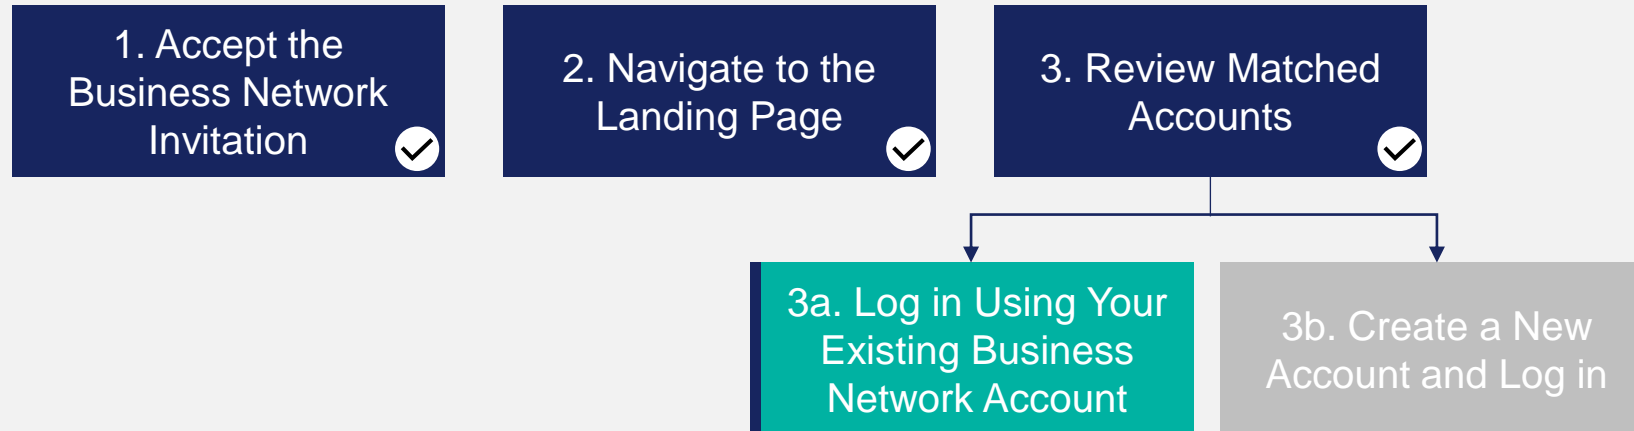 1. Accept the
Business Network
Invitation
2. Navigate to the
Landing Page
3. Review Matched
Accounts
3a. Log in Using Your
Existing Business
Network Account
3b. Create a New
Account and Log in